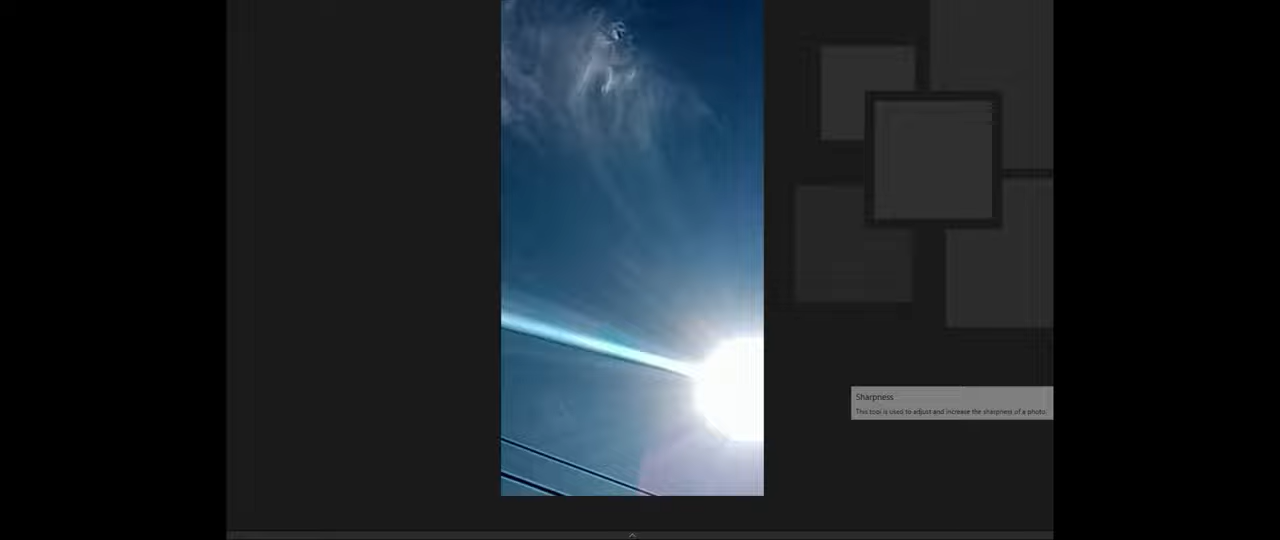 Sharpness
This tool is used to adjust and increase the sharpness of a photo.